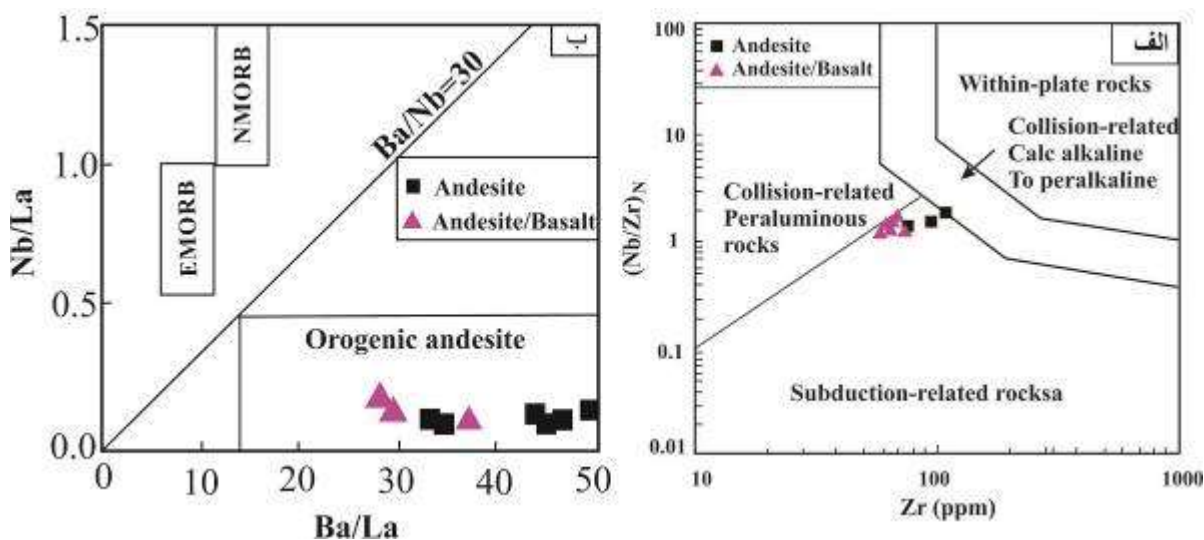 1.5
1.0
0.5
0.0
Nb/La
NMORB
EMORB
Ba/Nb=30
ب
Andesite
Andesite/Basalt
Orogenic andesite
0
10
20
30
40
50
Ba/La
100
10
1
0.1
0.01
(Nb/Zr)N
الف
Andesite
Andesite/Basalt
Within-plate rocks
Collision-related
Calc alkaline
To peralkaline
Collision-related
Peraluminous
rocks
Subduction-related rocksa
10
100
1000
Zr (ppm)